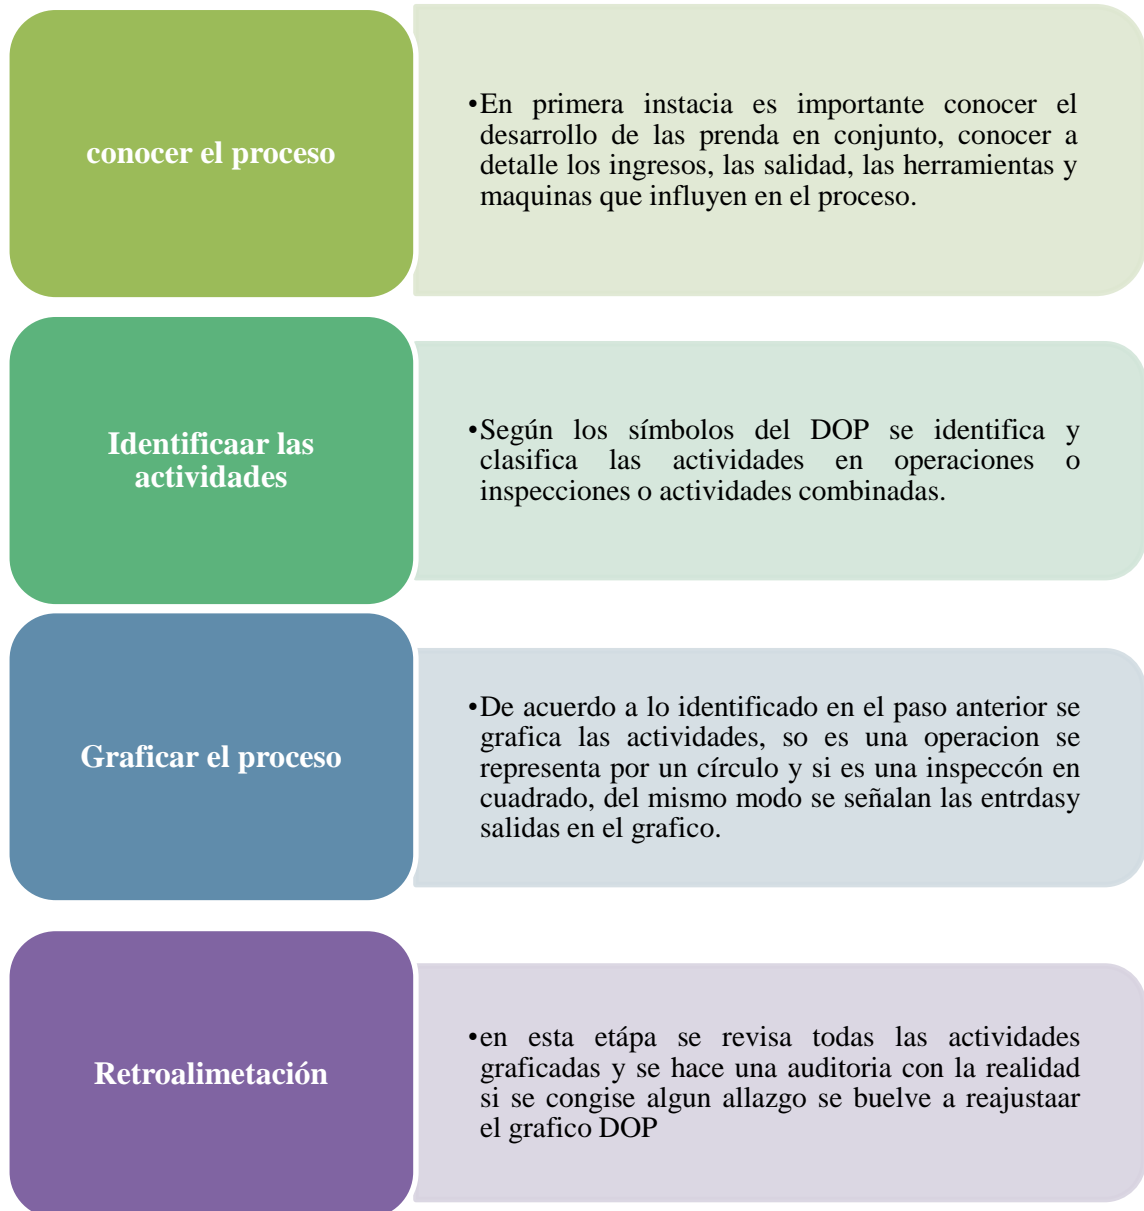 conocer el proceso
•En primera instacia es importante conocer el
desarrollo de las prenda en conjunto, conocer a
detalle los ingresos, las salidad, las herramientas y
maquinas que influyen en el proceso.
Identificaar las
actividades
•Según los símbolos del DOP se identifica y
clasifica las actividades en operaciones o
inspecciones o actividades combinadas.
Graficar el proceso
•De acuerdo a lo identificado en el paso anterior se
grafica las actividades, so es una operacion se
representa por un círculo y si es una inspeccón en
cuadrado, del mismo modo se señalan las entrdasy
salidas en el grafico.
Retroalimetación
•en esta etápa se revisa todas las actividades
graficadas y se hace una auditoria con la realidad
si se congise algun allazgo se buelve a reajustaar
el grafico DOP